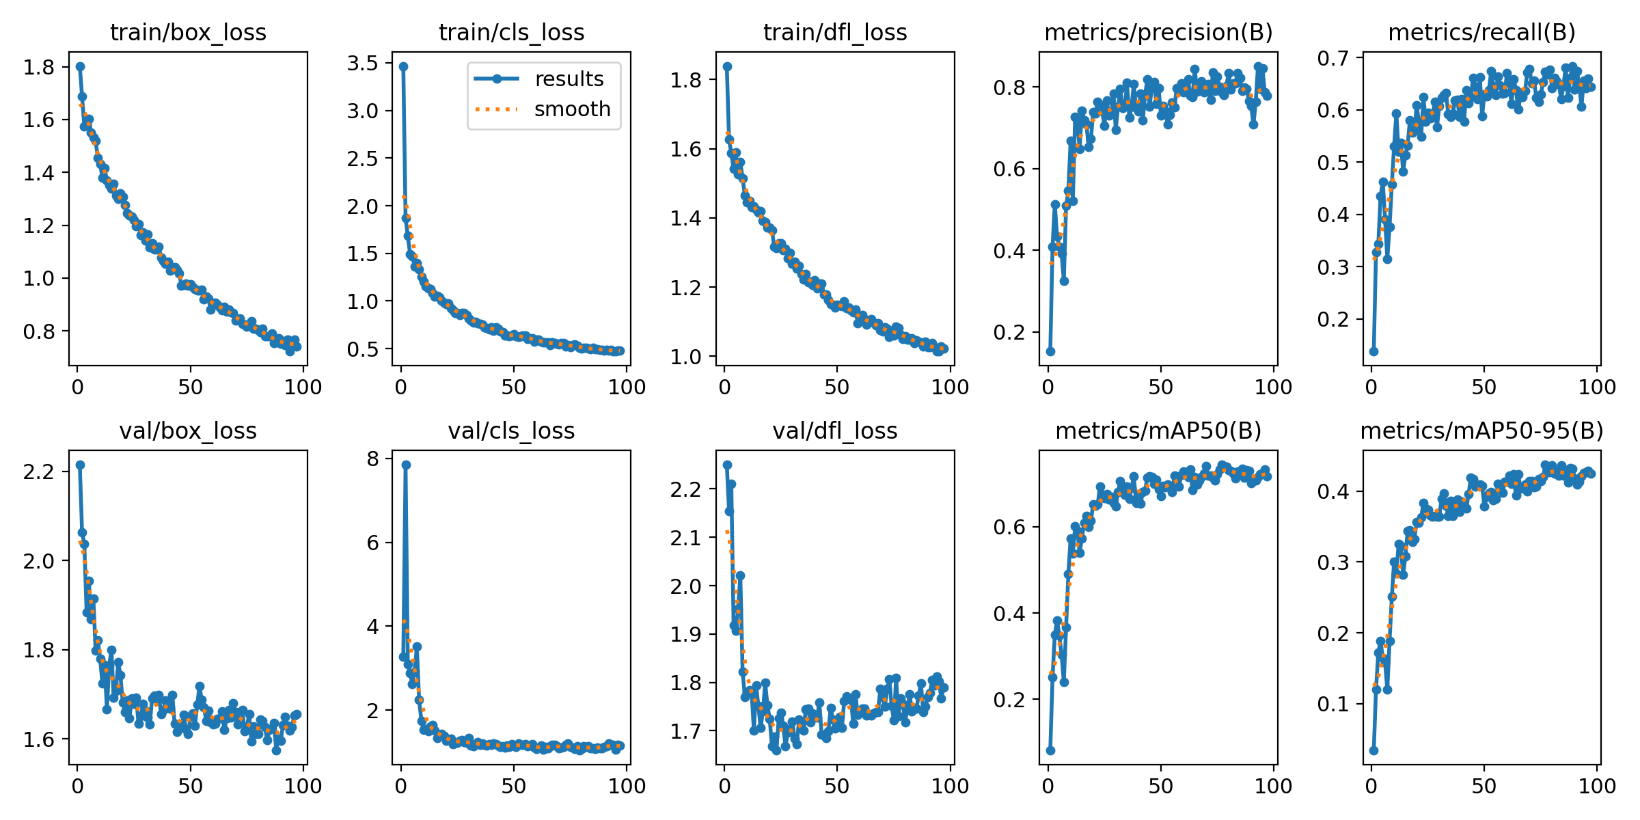 train/box_loss
1.8
1.6
1.4
1.2
1.0
0.8
0 50 100
train/cls_loss
results
smooth
3.5
3.0
2.5
2.0
1.5
1.0
0.5
0 50 100
train/dfl_loss
1.8
1.6
1.4
1.2
1.0
0 50 100
metrics/precision(B)
0.8
0.6
0.4
0.2
0 50 100
metrics/recall(B)
0.7
0.6
0.5
0.4
0.3
0.2
0 50 100
val/box_loss
2.2
2.0
1.8
1.6
0 50 100
val/cls_loss
8
6
4
2
0 50 100
val/dfl_loss
2.2
2.1
2.0
1.9
1.8
1.7
0 50 100
metrics/mAP50(B)
0.6
0.4
0.2
0 50 100
metrics/mAP50-95(B)
0.4
0.3
0.2
0.1
0 50 100